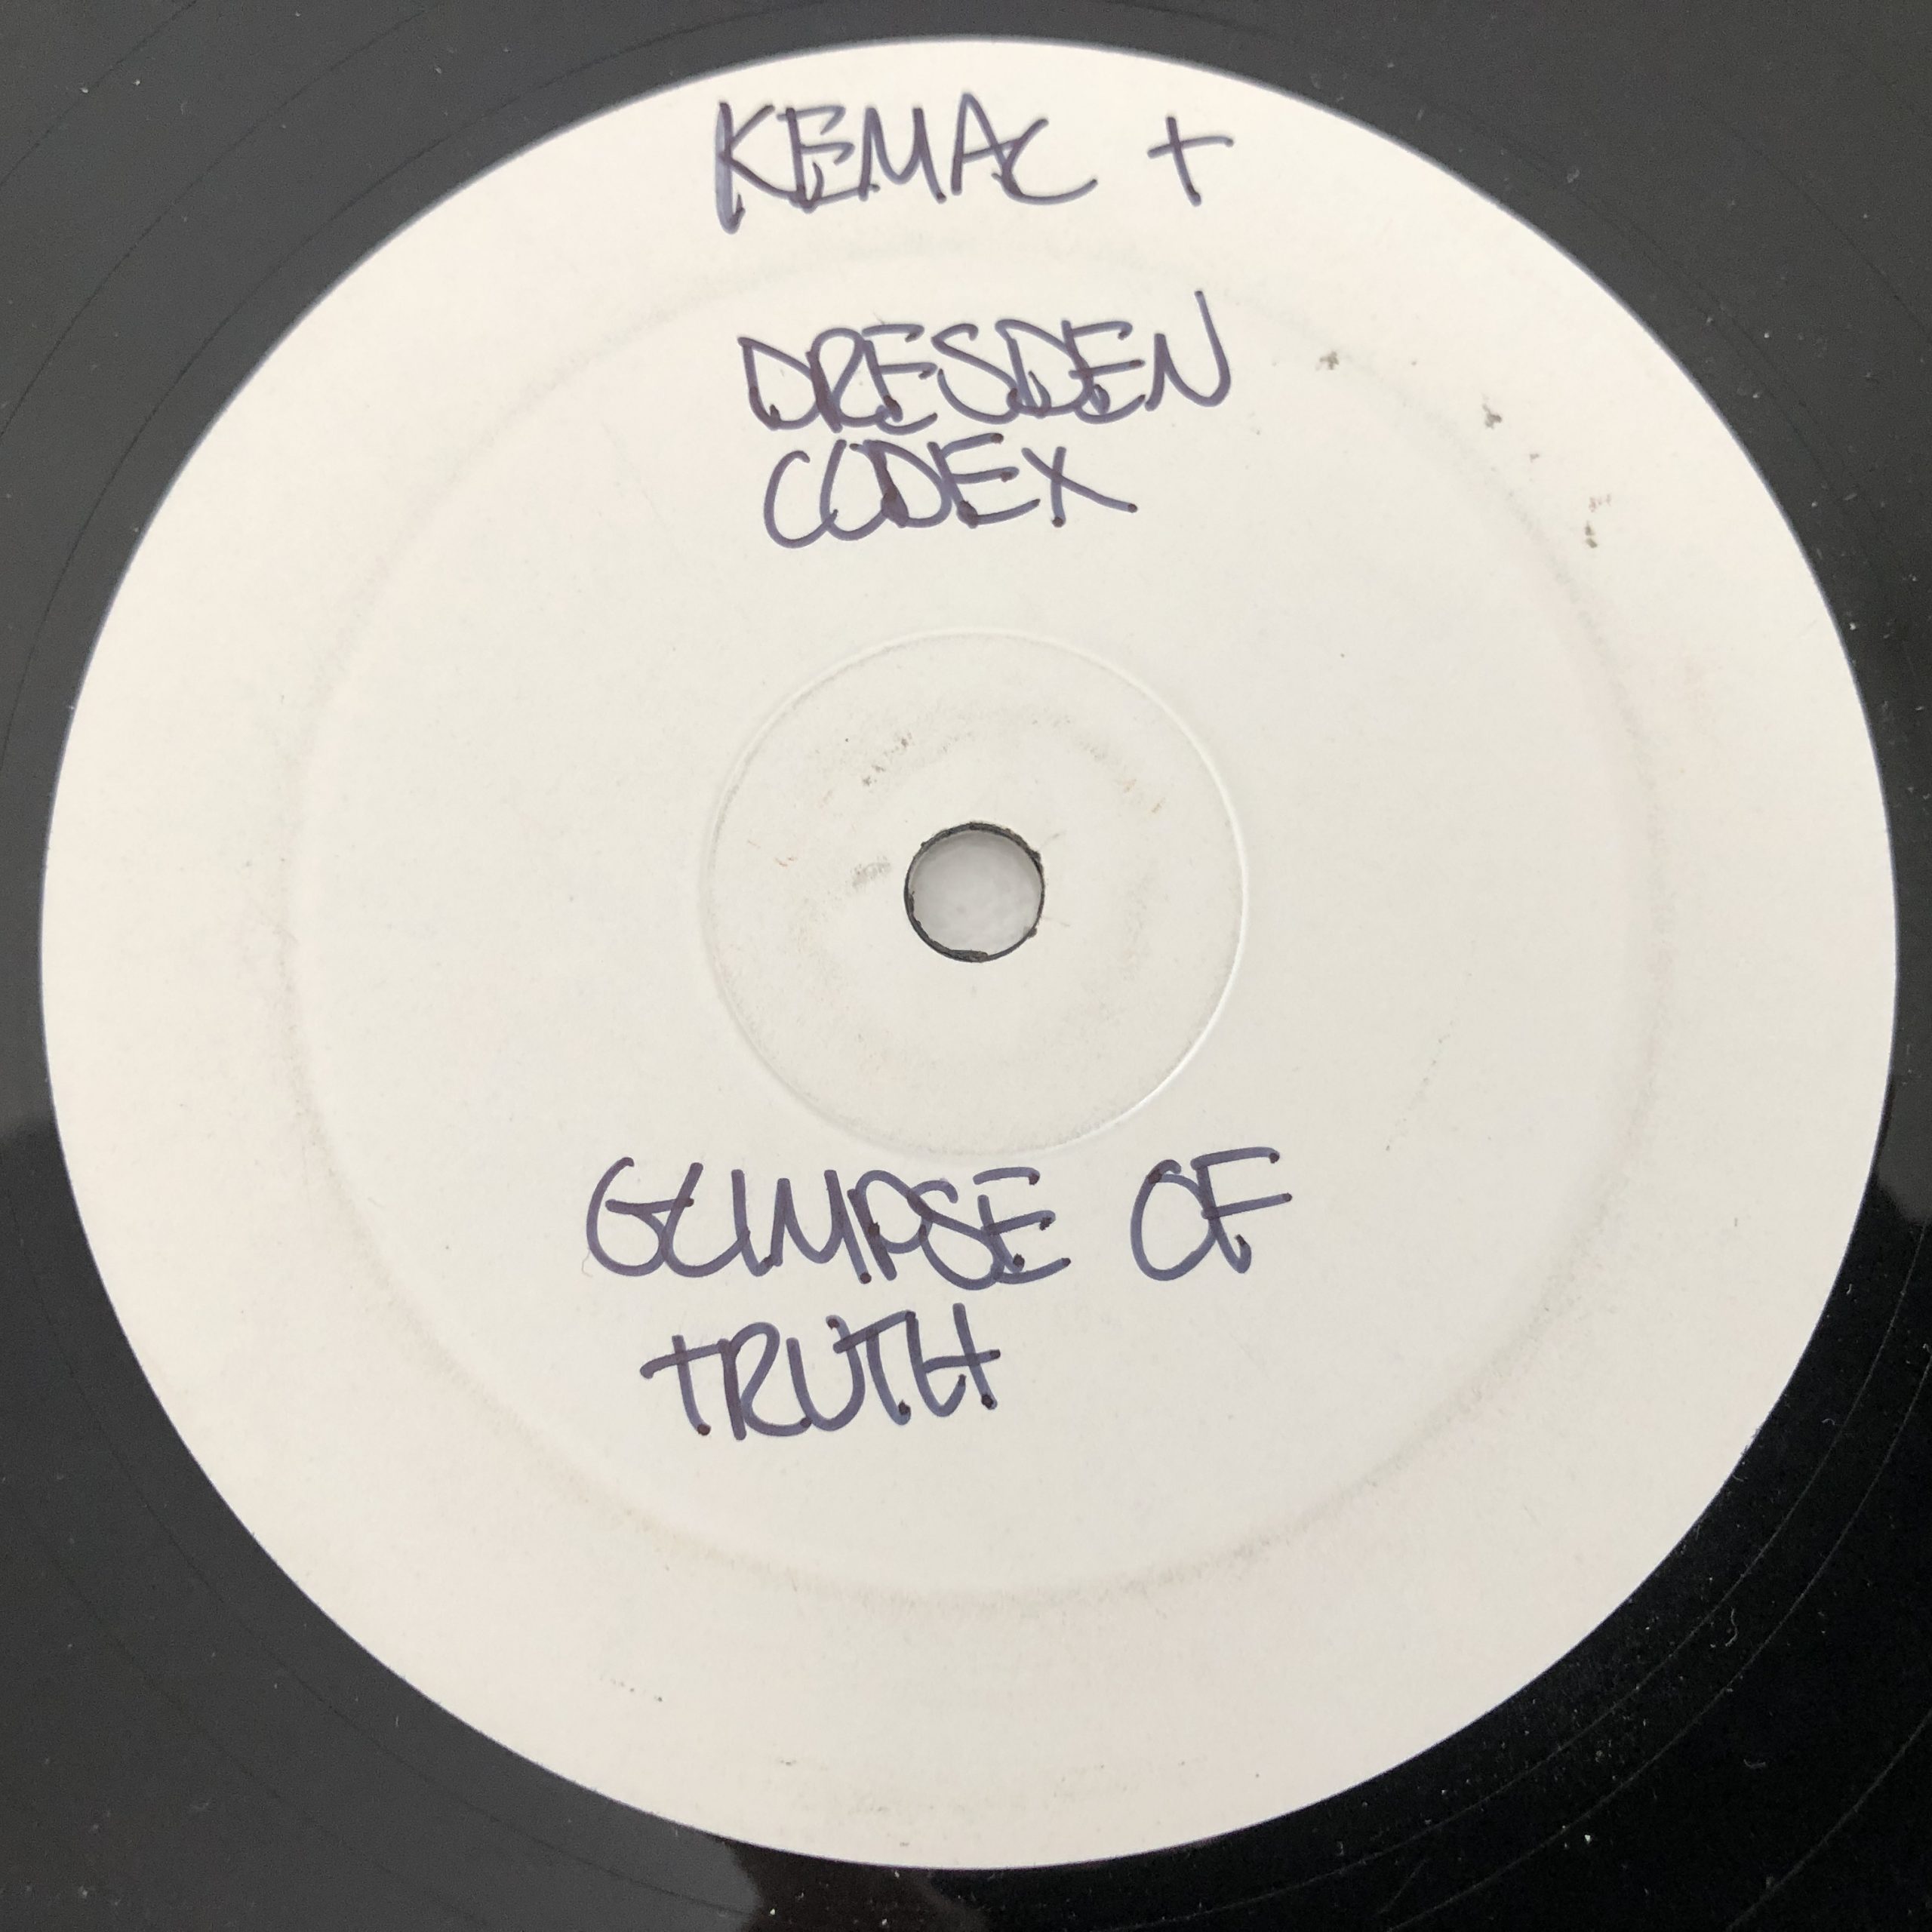 KEMAC +
DRESDEN
CODEX
GLIMPSE OF
TRUTH